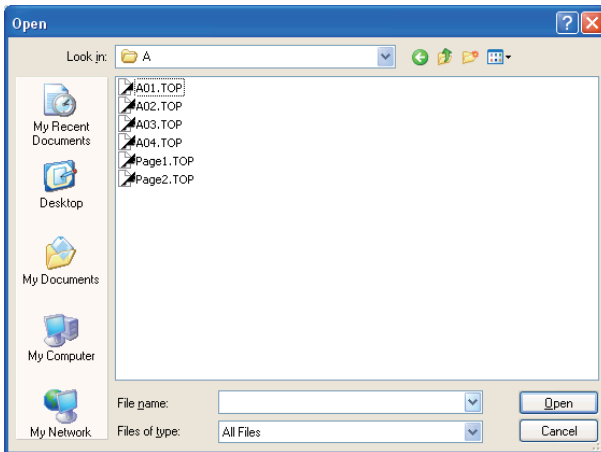 Open
Look in: A
A01.TOP
A02.TOP
A03.TOP
A04.TOP
Page1.TOP
Page2.TOP
My Recent
Documents
Desktop
My Documents
My Computer
My Network
File name:
Open
Files of type: All Files
Cancel